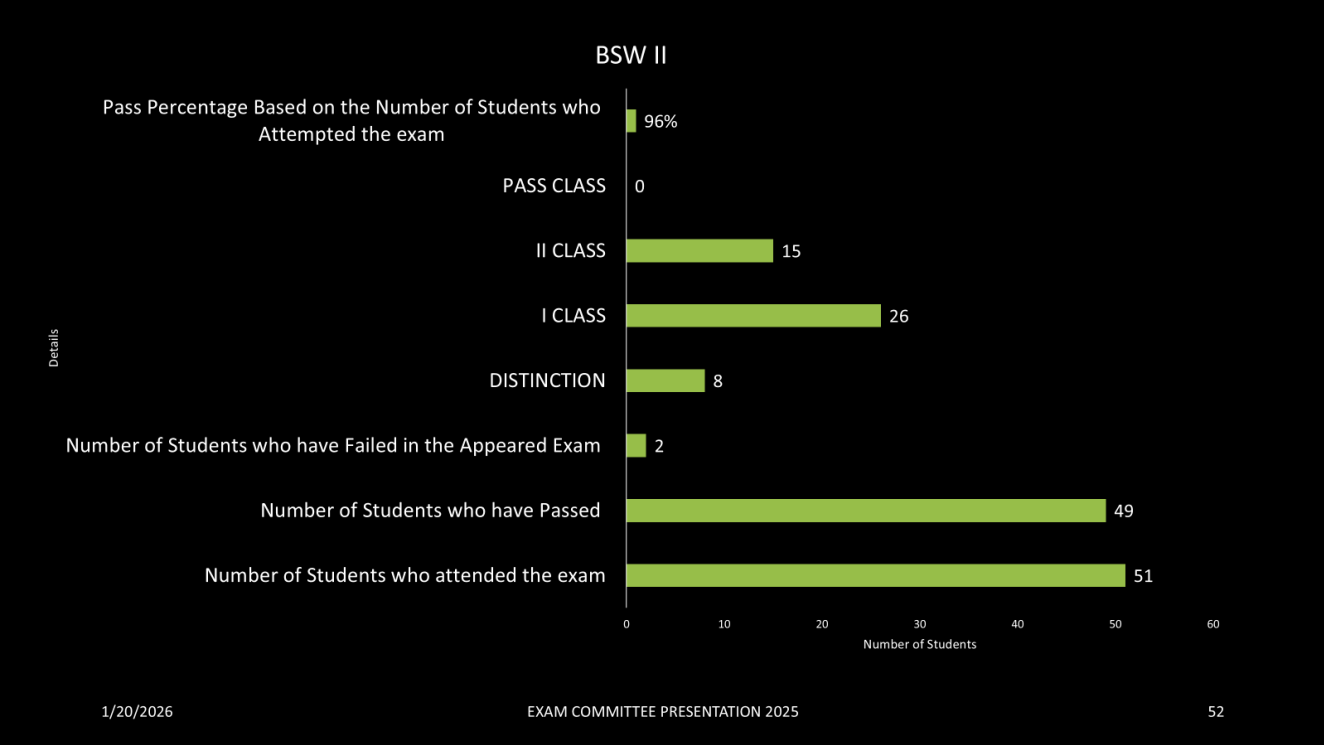 BSW II
Pass Percentage Based on the Number of Students who
Attempted the exam
96%
PASS CLASS
0
II CLASS
15
I CLASS
26
DISTINCTION
8
Number of Students who have Failed in the Appeared Exam
2
Number of Students who have Passed
49
Number of Students who attended the exam
51
Details
0 10 20 30 40 50 60
Number of Students
1/20/2026
EXAM COMMITTEE PRESENTATION 2025
52